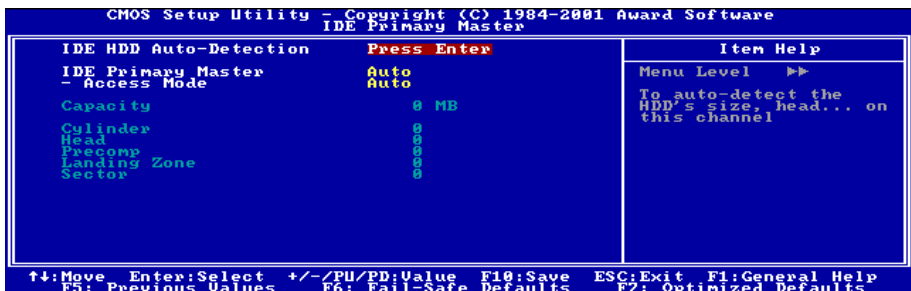 CMOS Setup Utility - Copyright (C) 1984-2001 Award Software
IDE Primary Master
IDE HDD Auto-Detection Press Enter
IDE Primary Master Auto
- Access Mode Auto
Capacity 0 MB
Cylinder 0
Head 0
Precomp 0
Landing Zone 0
Sector 0
Item Help
Menu Level ►►
To auto-detect the
HDD's size, head... on
this channel
↑↓:Move Enter:Select +/-/PU/PD:Value F10:Save ESC:Exit F1:General Help
F5: Previous Values F6: Fail-Safe Defaults F7: Optimized Defaults